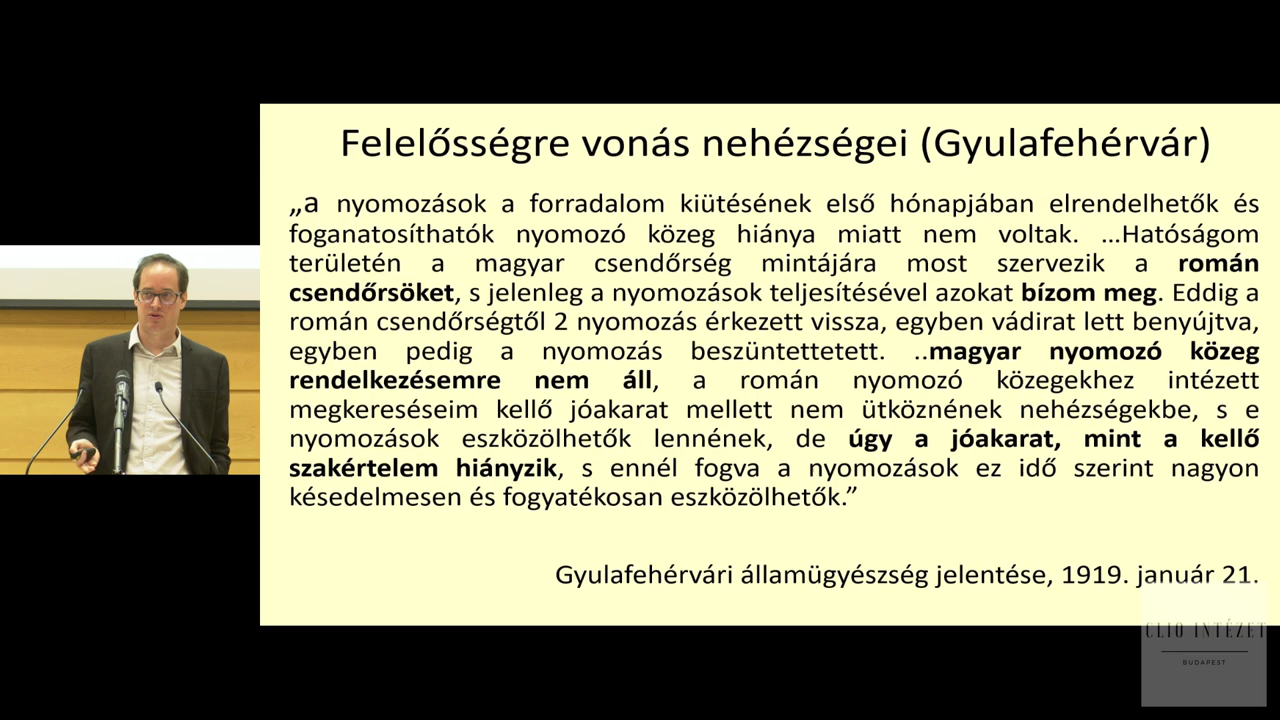 Felelősségre vonás nehézségei (Gyulafehérvár)
„a nyomozások a forradalom kiütésének első hónapjában elrendelhetők és
foganatosíthatók nyomozó közeg hiánya miatt nem voltak. …Hatóságom
területén a magyar csendőrség mintájára most szervezik a román
csendőrsöket, s jelenleg a nyomozások teljesítésével azokat bízom meg. Eddig a
román csendőrségtől 2 nyomozás érkezett vissza, egyben vádirat lett benyújtva,
egyben pedig a nyomozás beszüntettetett. ..magyar nyomozó közeg
rendelkezésemre nem áll, a román nyomozó közegekhez intézett
megkereséseim kellő jóakarat mellett nem ütköznének nehézségekbe, s e
nyomozások eszközölhetők lennének, de úgy a jóakarat, mint a kellő
szakértelem hiányzik, s ennél fogva a nyomozások ez idő szerint nagyon
késedelmesen és fogyatékosan eszközölhetők.”
Gyulafehérvári államügyészség jelentése, 1919. január 21.
CLIO INTÉZET
BUDAPEST